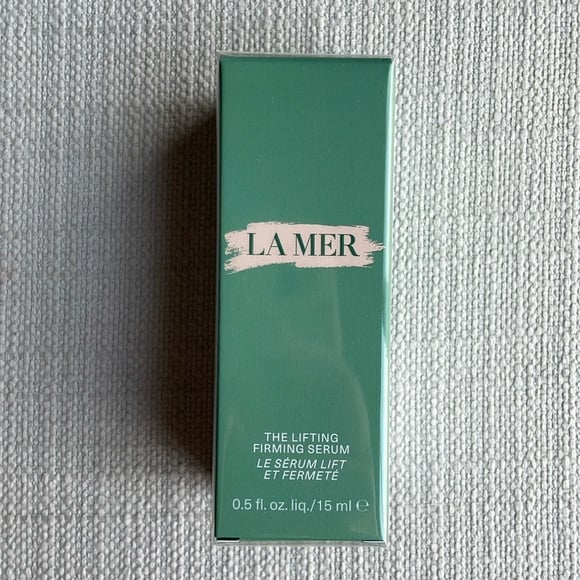 LA MER
THE LIFTING
FIRMING SERUM
LE SÉRUM LIFT
ET FERMETÉ
0.5 fl. oz. liq./15 ml ℮